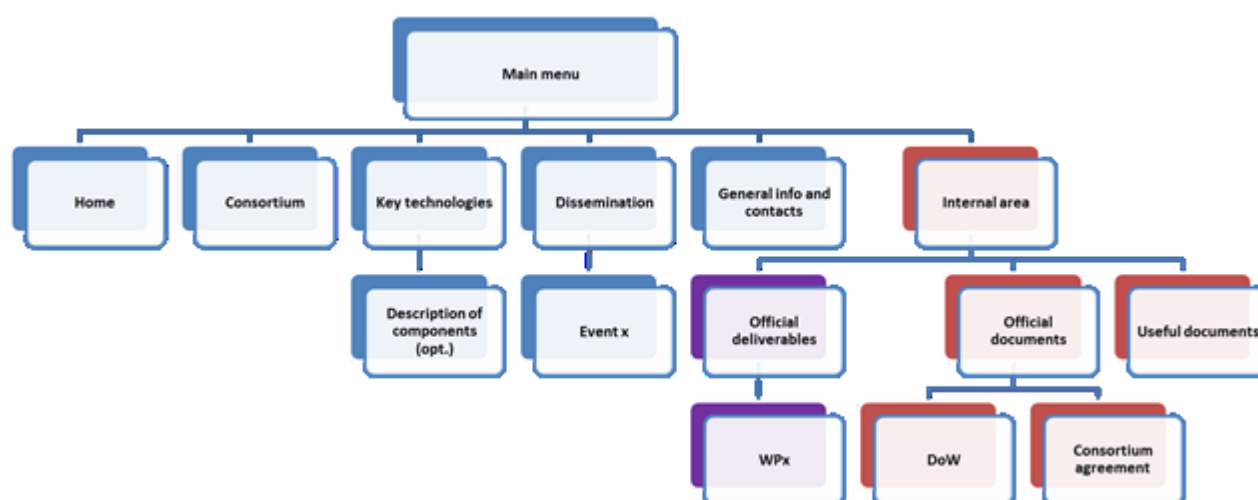 Main menu
Home
Consortium
Key technologies
Dissemination
General info and
contacts
Internal area
Description of
components
(opt.)
Event x
Official
deliverables
Official
documents
Useful documents
WPx
DoW
Consortium
agreement